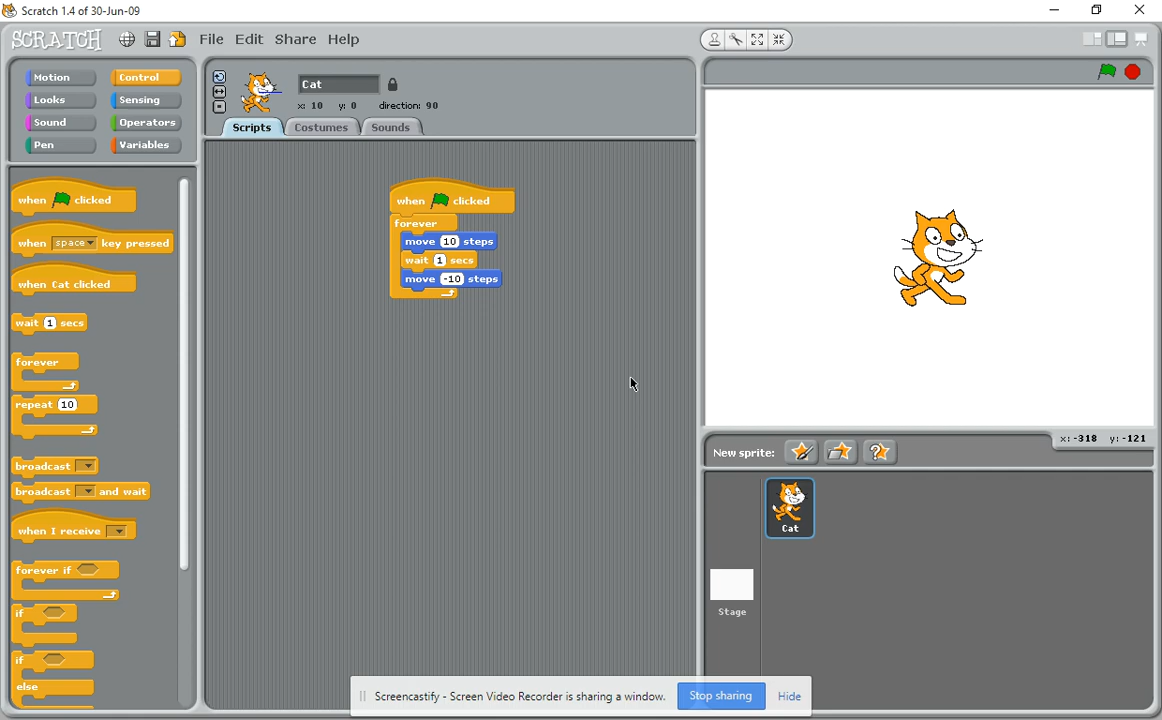 Scratch 1.4 of 30-Jun-09
SCRATCH File Edit Share Help
Motion Control
Looks Sensing
Sound Operators
Pen Variables
Cat
x: 10 y: 0 direction: 90
Scripts Costumes Sounds
when clicked
when space key pressed
when Cat clicked
wait 1 secs
forever
repeat 10
broadcast
broadcast and wait
when I receive
forever if
if
if
else
when clicked
forever
move 10 steps
wait 1 secs
move -10 steps
x: -318 y: -121
New sprite:
Cat
Stage
Screencastify - Screen Video Recorder is sharing a window. Stop sharing Hide